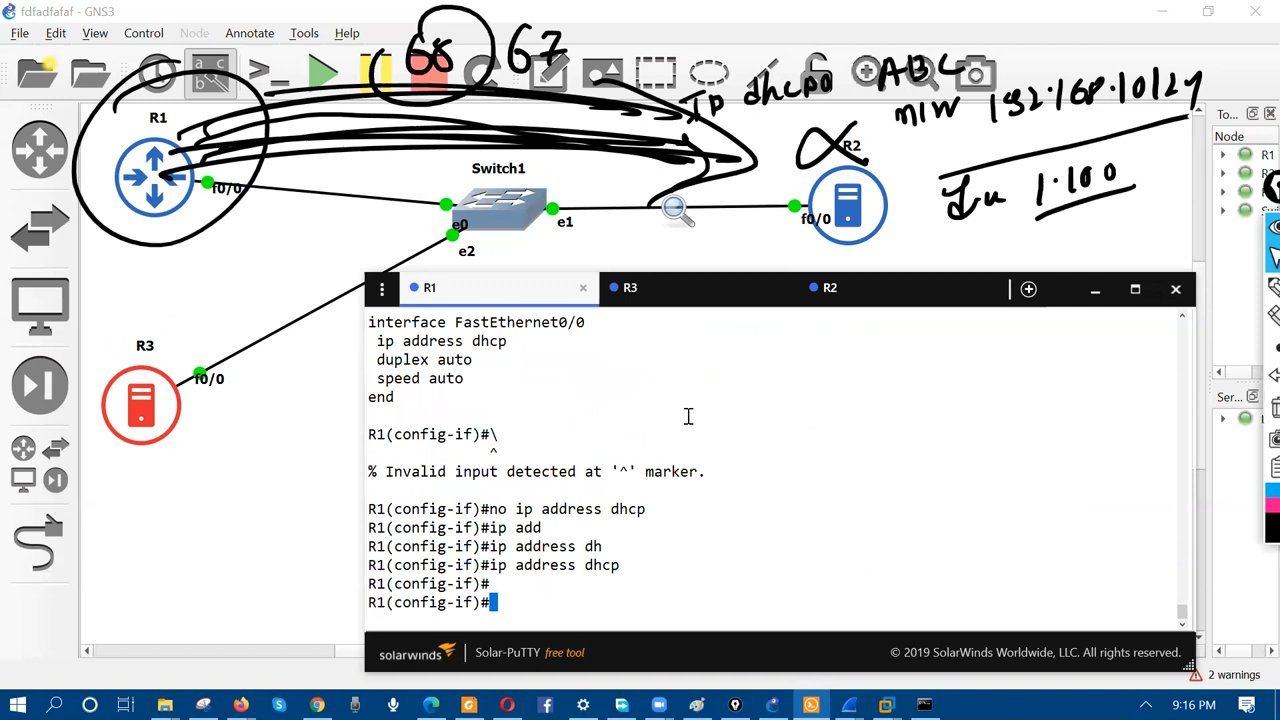 fdfadfafaf - GNS3
File Edit View Control Node Annotate Tools Help
68 67
Ip dhcp ABC
n/w 192.168.10/24
1.100
R1
f0/0
Switch1
e0
e1
e2
R2
f0/0
R3
f0/0
To...
Node
R1
R
Ser...
R1 R3 R2
interface FastEthernet0/0
ip address dhcp
duplex auto
speed auto
end
R1(config-if)#\
^
% Invalid input detected at '^' marker.
R1(config-if)#no ip address dhcp
R1(config-if)#ip add
R1(config-if)#ip address dh
R1(config-if)#ip address dhcp
R1(config-if)#
R1(config-if)#
solarwinds Solar-PuTTY free tool © 2019 SolarWinds Worldwide, LLC. All rights reserved.
2 warnings
9:16 PM